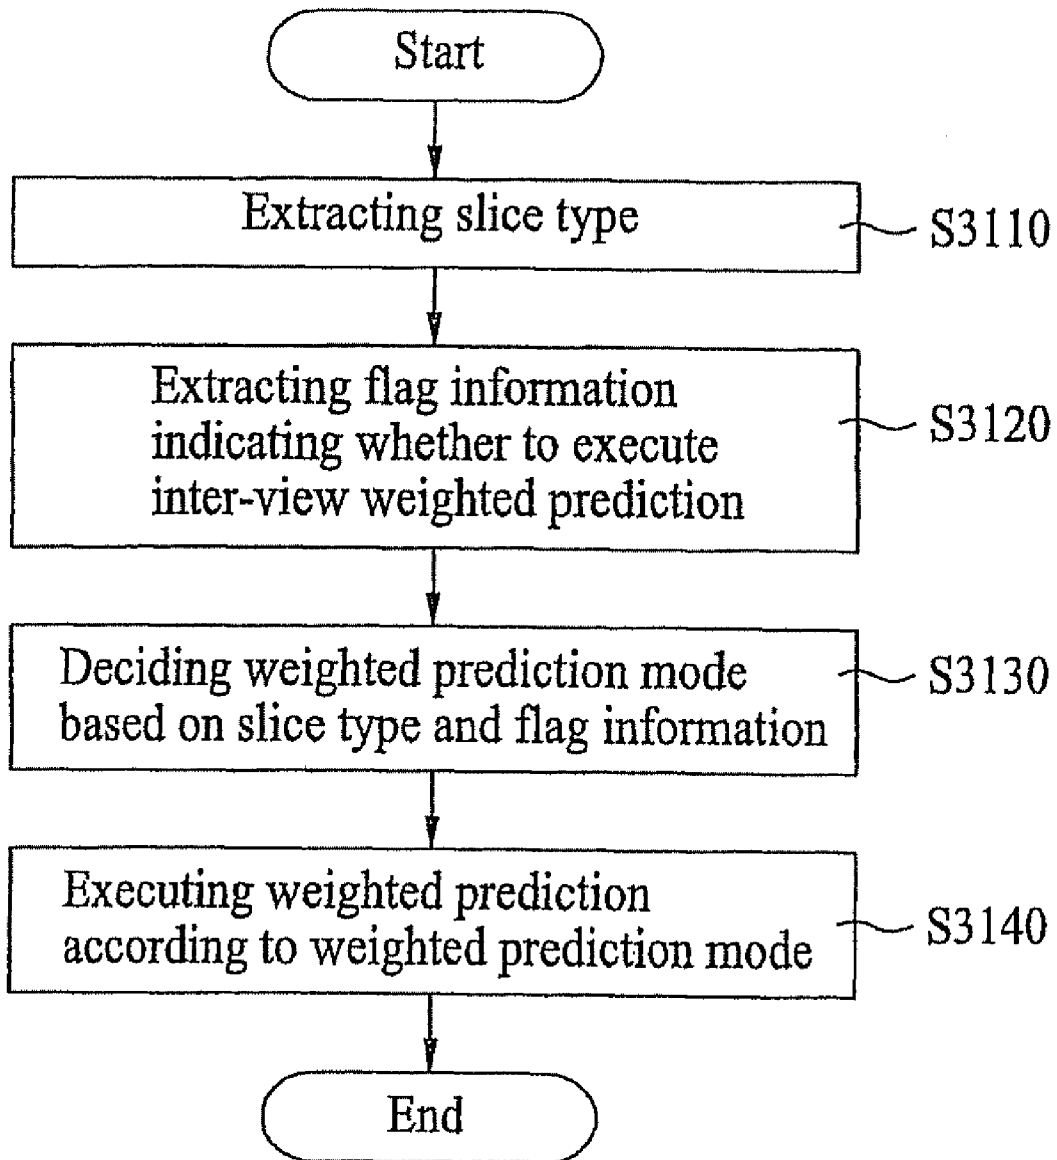 Start
Extracting slice type
S3110
Extracting flag information
indicating whether to execute
inter-view weighted prediction
S3120
Deciding weighted prediction mode
based on slice type and flag information
S3130
Executing weighted prediction
according to weighted prediction mode
S3140
End